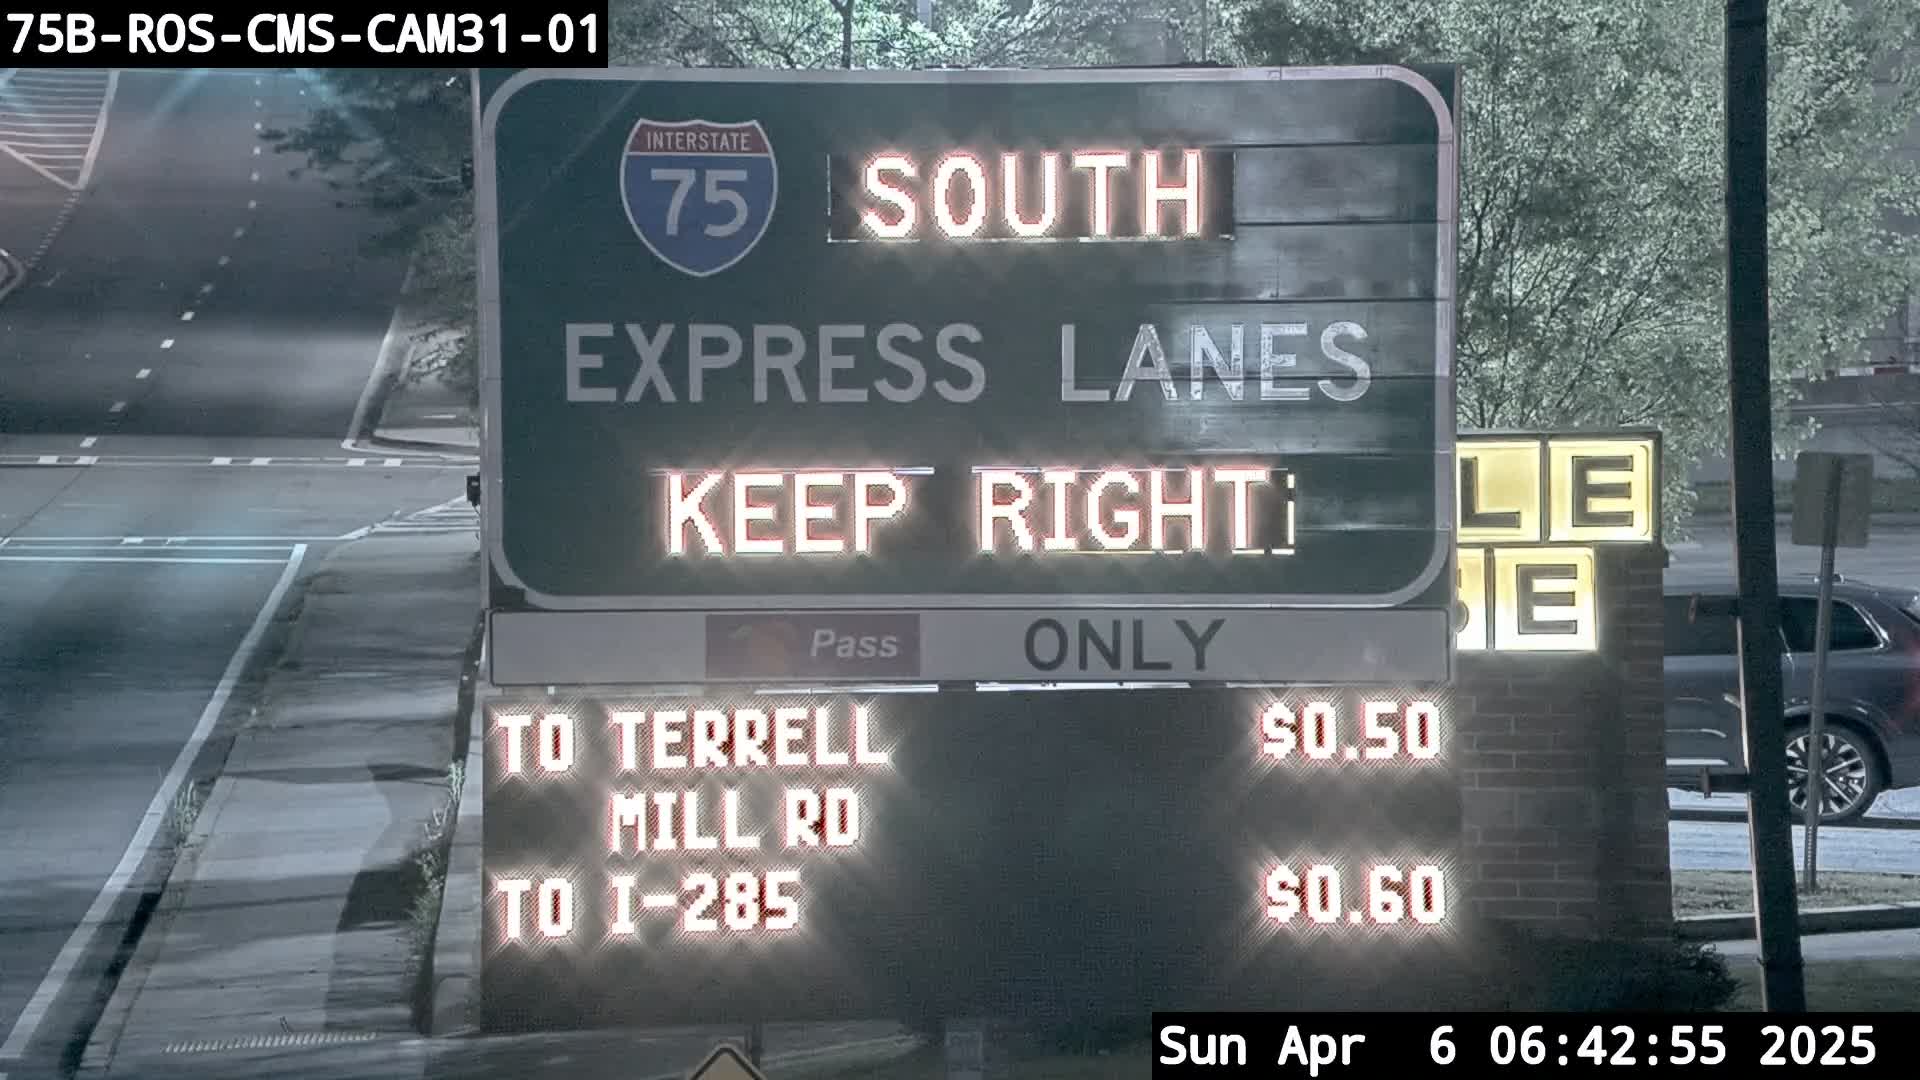 75B-ROS-CMS-CAM31-01
INTERSTATE
75
SOUTH
EXPRESS LANES
KEEP RIGHT
Pass ONLY
LE
E
TO TERRELL $0.50
MILL RD
TO I-285 $0.60
Sun Apr 6 06:42:55 2025